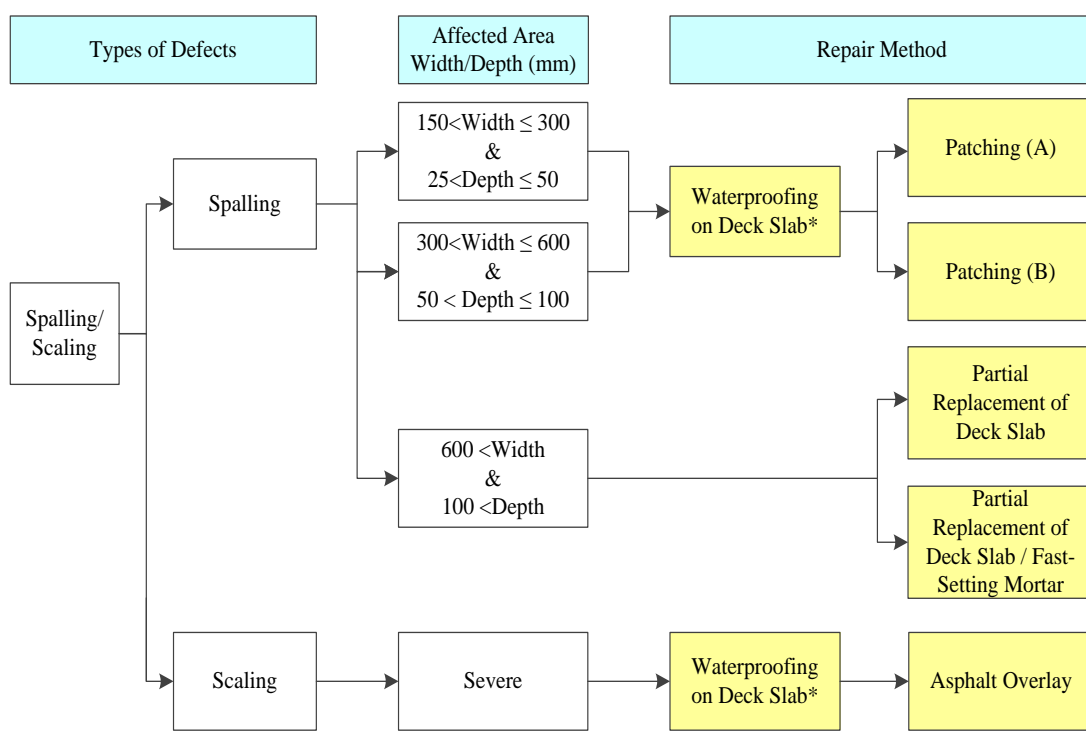 Types of Defects
Affected Area
Width/Depth (mm)
Repair Method
150<Width ≤ 300
&
25<Depth ≤ 50
Patching (A)
Spalling
Waterproofing
on Deck Slab*
300<Width ≤ 600
&
50 < Depth ≤ 100
Patching (B)
Spalling/
Scaling
Partial
Replacement of
Deck Slab
600 <Width
&
100 <Depth
Partial
Replacement of
Deck Slab / Fast-
Setting Mortar
Scaling
Severe
Waterproofing
on Deck Slab*
Asphalt Overlay